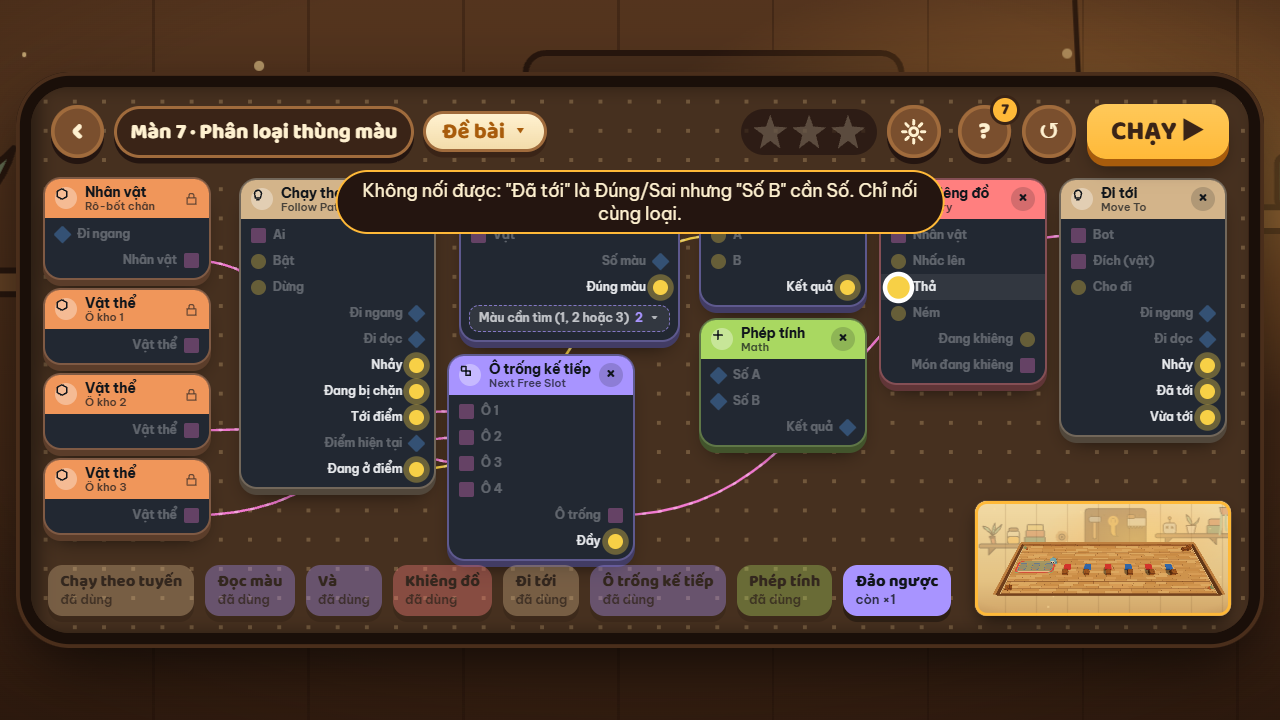 Màn 7 · Phân loại thùng màu
Đề bài
?
7
CHẠY
Không nối được: "Đã tới" là Đúng/Sai nhưng "Số B" cần Số. Chỉ nối
cùng loại.
Nhân vật
Rô-bốt chân
Đi ngang
Nhân vật
Vật thể
Ô kho 1
Vật thể
Vật thể
Ô kho 2
Vật thể
Vật thể
Ô kho 3
Vật thể
Ai
Bật
Dừng
Đi ngang
Đi dọc
Nhảy
Đang bị chặn
Tới điểm
Điểm hiện tại
Đang ở điểm
Vật
Số màu
Đúng màu
Màu cần tìm (1, 2 hoặc 3) 2
Ô trống kế tiếp
Next Free Slot
Ô 1
Ô 2
Ô 3
Ô 4
Ô trống
Đầy
A
B
Kết quả
Phép tính
Math
Số A
Số B
Kết quả
Nhân vật
Nhấc lên
Thả
Ném
Đang khiêng
Món đang khiêng
Đi tới
Move To
Bot
Đích (vật)
Cho đi
Đi ngang
Đi dọc
Nhảy
Đã tới
Vừa tới
Chạy theo tuyến
đã dùng
Đọc màu
đã dùng
Và
đã dùng
Khiêng đồ
đã dùng
Đi tới
đã dùng
Ô trống kế tiếp
đã dùng
Phép tính
đã dùng
Đảo ngược
còn ×1